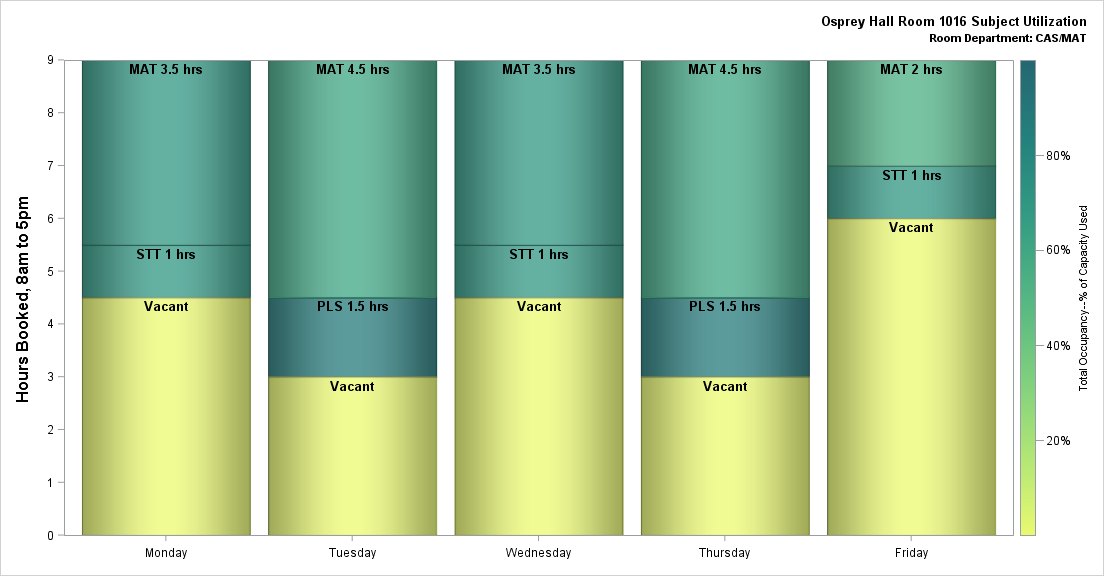 Osprey Hall Room 1016 Subject Utilization
Room Department: CAS/MAT
Hours Booked, 8am to 5pm
9
8
7
6
5
4
3
2
1
0
MAT 3.5 hrs
STT 1 hrs
Vacant
MAT 4.5 hrs
PLS 1.5 hrs
Vacant
MAT 3.5 hrs
STT 1 hrs
Vacant
MAT 4.5 hrs
PLS 1.5 hrs
Vacant
MAT 2 hrs
STT 1 hrs
Vacant
Monday
Tuesday
Wednesday
Thursday
Friday
80%
60%
40%
20%
Total Occupancy--% of Capacity Used